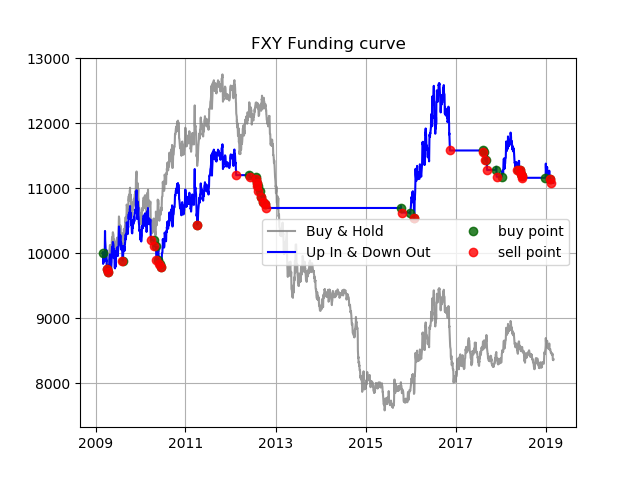 FXY Funding curve
13000
12000
11000
10000
9000
8000
Buy & Hold
Up In & Down Out
buy point
sell point
2009
2011
2013
2015
2017
2019